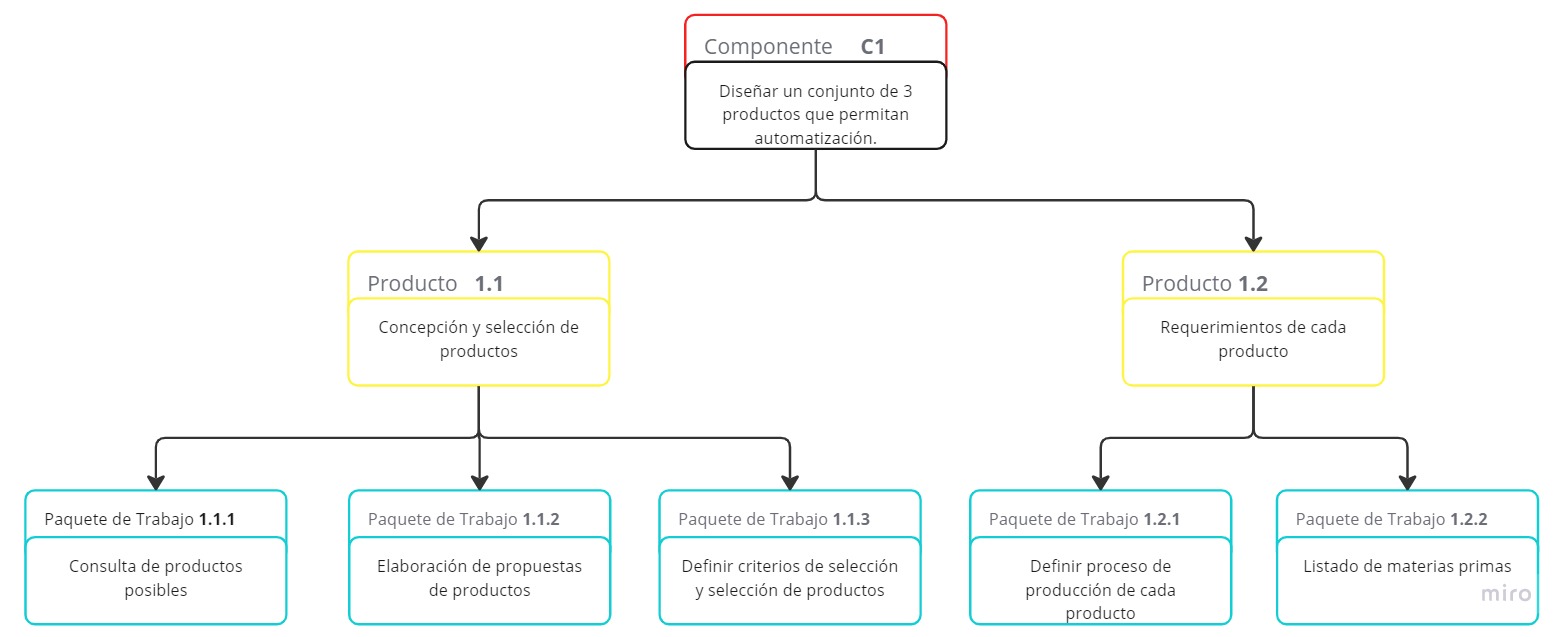 Componente C1
Diseñar un conjunto de 3
productos que permitan
automatización.
Producto 1.1
Concepción y selección de
productos
Producto 1.2
Requerimientos de cada
producto
Paquete de Trabajo 1.1.1
Consulta de productos
posibles
Paquete de Trabajo 1.1.2
Elaboración de propuestas
de productos
Paquete de Trabajo 1.1.3
Definir criterios de selección
y selección de productos
Paquete de Trabajo 1.2.1
Definir proceso de
producción de cada
producto
Paquete de Trabajo 1.2.2
Listado de materias primas
miro